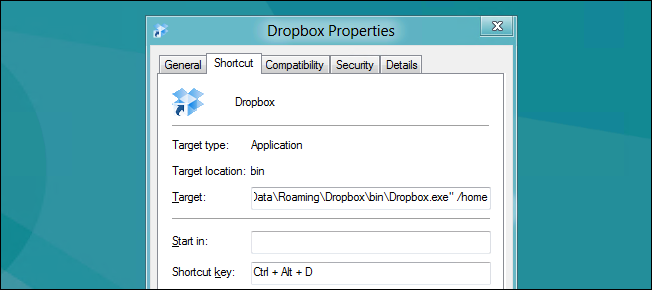 Dropbox Properties
General Shortcut Compatibility Security Details
Dropbox
Target type: Application
Target location: bin
Target: Data\Roaming\Dropbox\bin\Dropbox.exe" /home
Start in:
Shortcut key: Ctrl + Alt + D